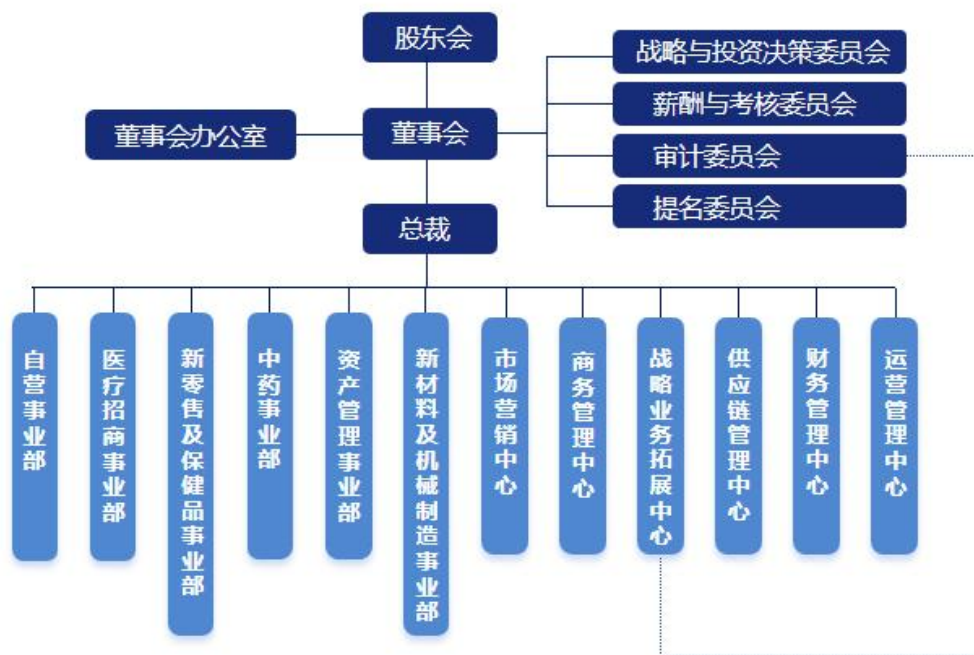 股东会
战略与投资决策委员会
薪酬与考核委员会
董事会办公室
董事会
审计委员会
提名委员会
总裁
自营事业部
医疗招商事业部
新零售及保健品事业部
中药事业部
资产管理事业部
新材料及机械制造事业部
市场营销中心
商务管理中心
战略业务拓展中心
供应链管理中心
财务管理中心
运营管理中心